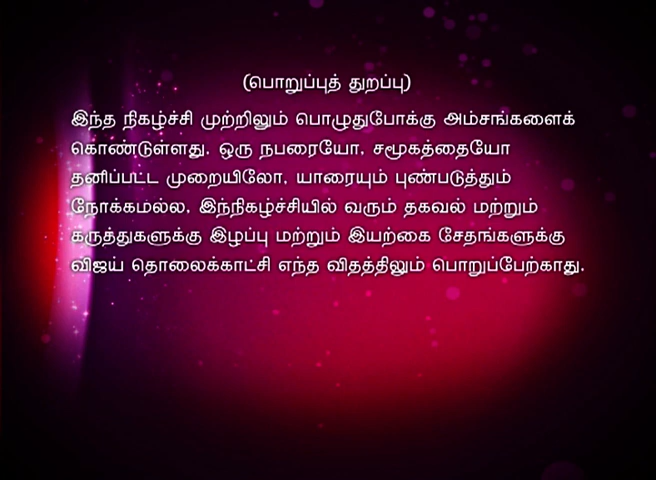 (பொறுப்புத் துறப்பு)
இந்த நிகழ்ச்சி முற்றிலும் பொழுதுபோக்கு அம்சங்களைக்
கொண்டுள்ளது. ஒரு நபரையோ, சமூகத்தையோ
தனிப்பட்ட முறையிலோ, யாரையும் புண்படுத்தும்
நோக்கமல்ல, இந்நிகழ்ச்சியில் வரும் தகவல் மற்றும்
கருத்துகளுக்கு இழப்பு மற்றும் இயற்கை சேதங்களுக்கு
விஜய் தொலைக்காட்சி எந்த விதத்திலும் பொறுப்பேற்காது.